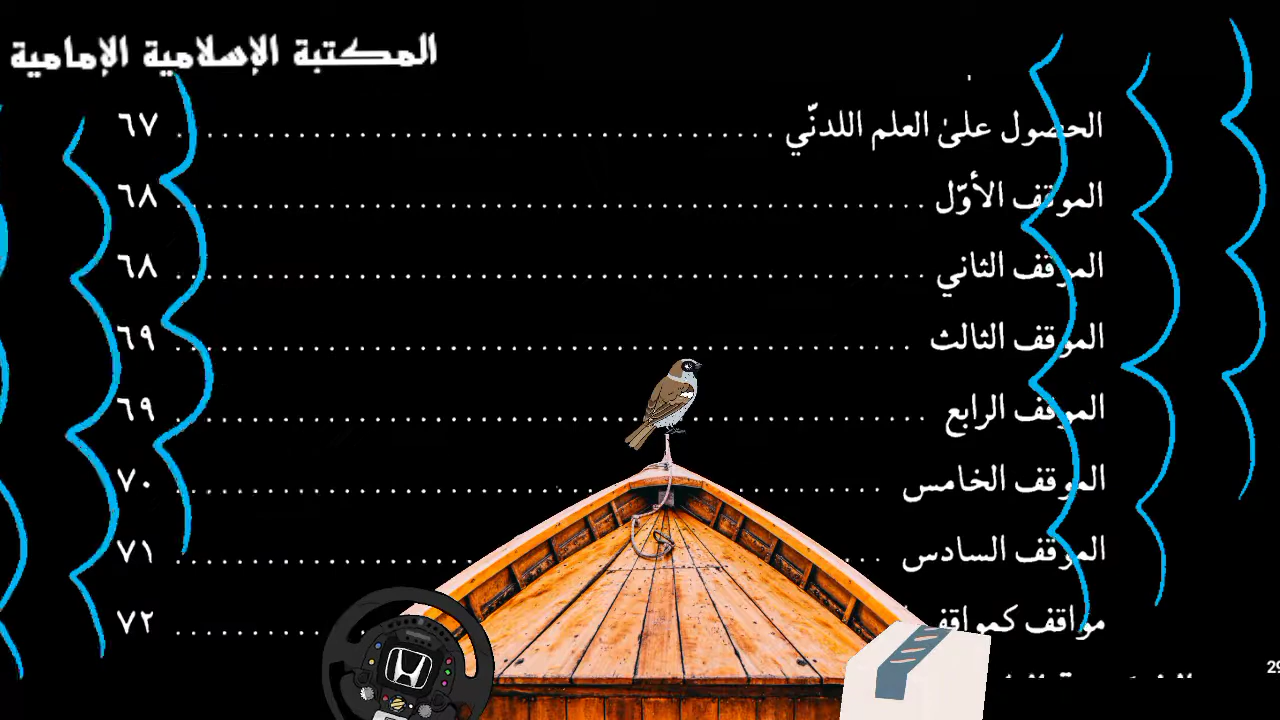 المكتبة الإسلامية الإمامية
الحصول علىٰ العلم اللدنّي ........ ٦٧
الموقف الأوّل ........ ٦٨
الموقف الثاني ........ ٦٨
الموقف الثالث ........ ٦٩
الموقف الرابع ........ ٦٩
الموقف الخامس ........ ٧٠
الموقف السادس ........ ٧١
مواقف ........ ٧٢